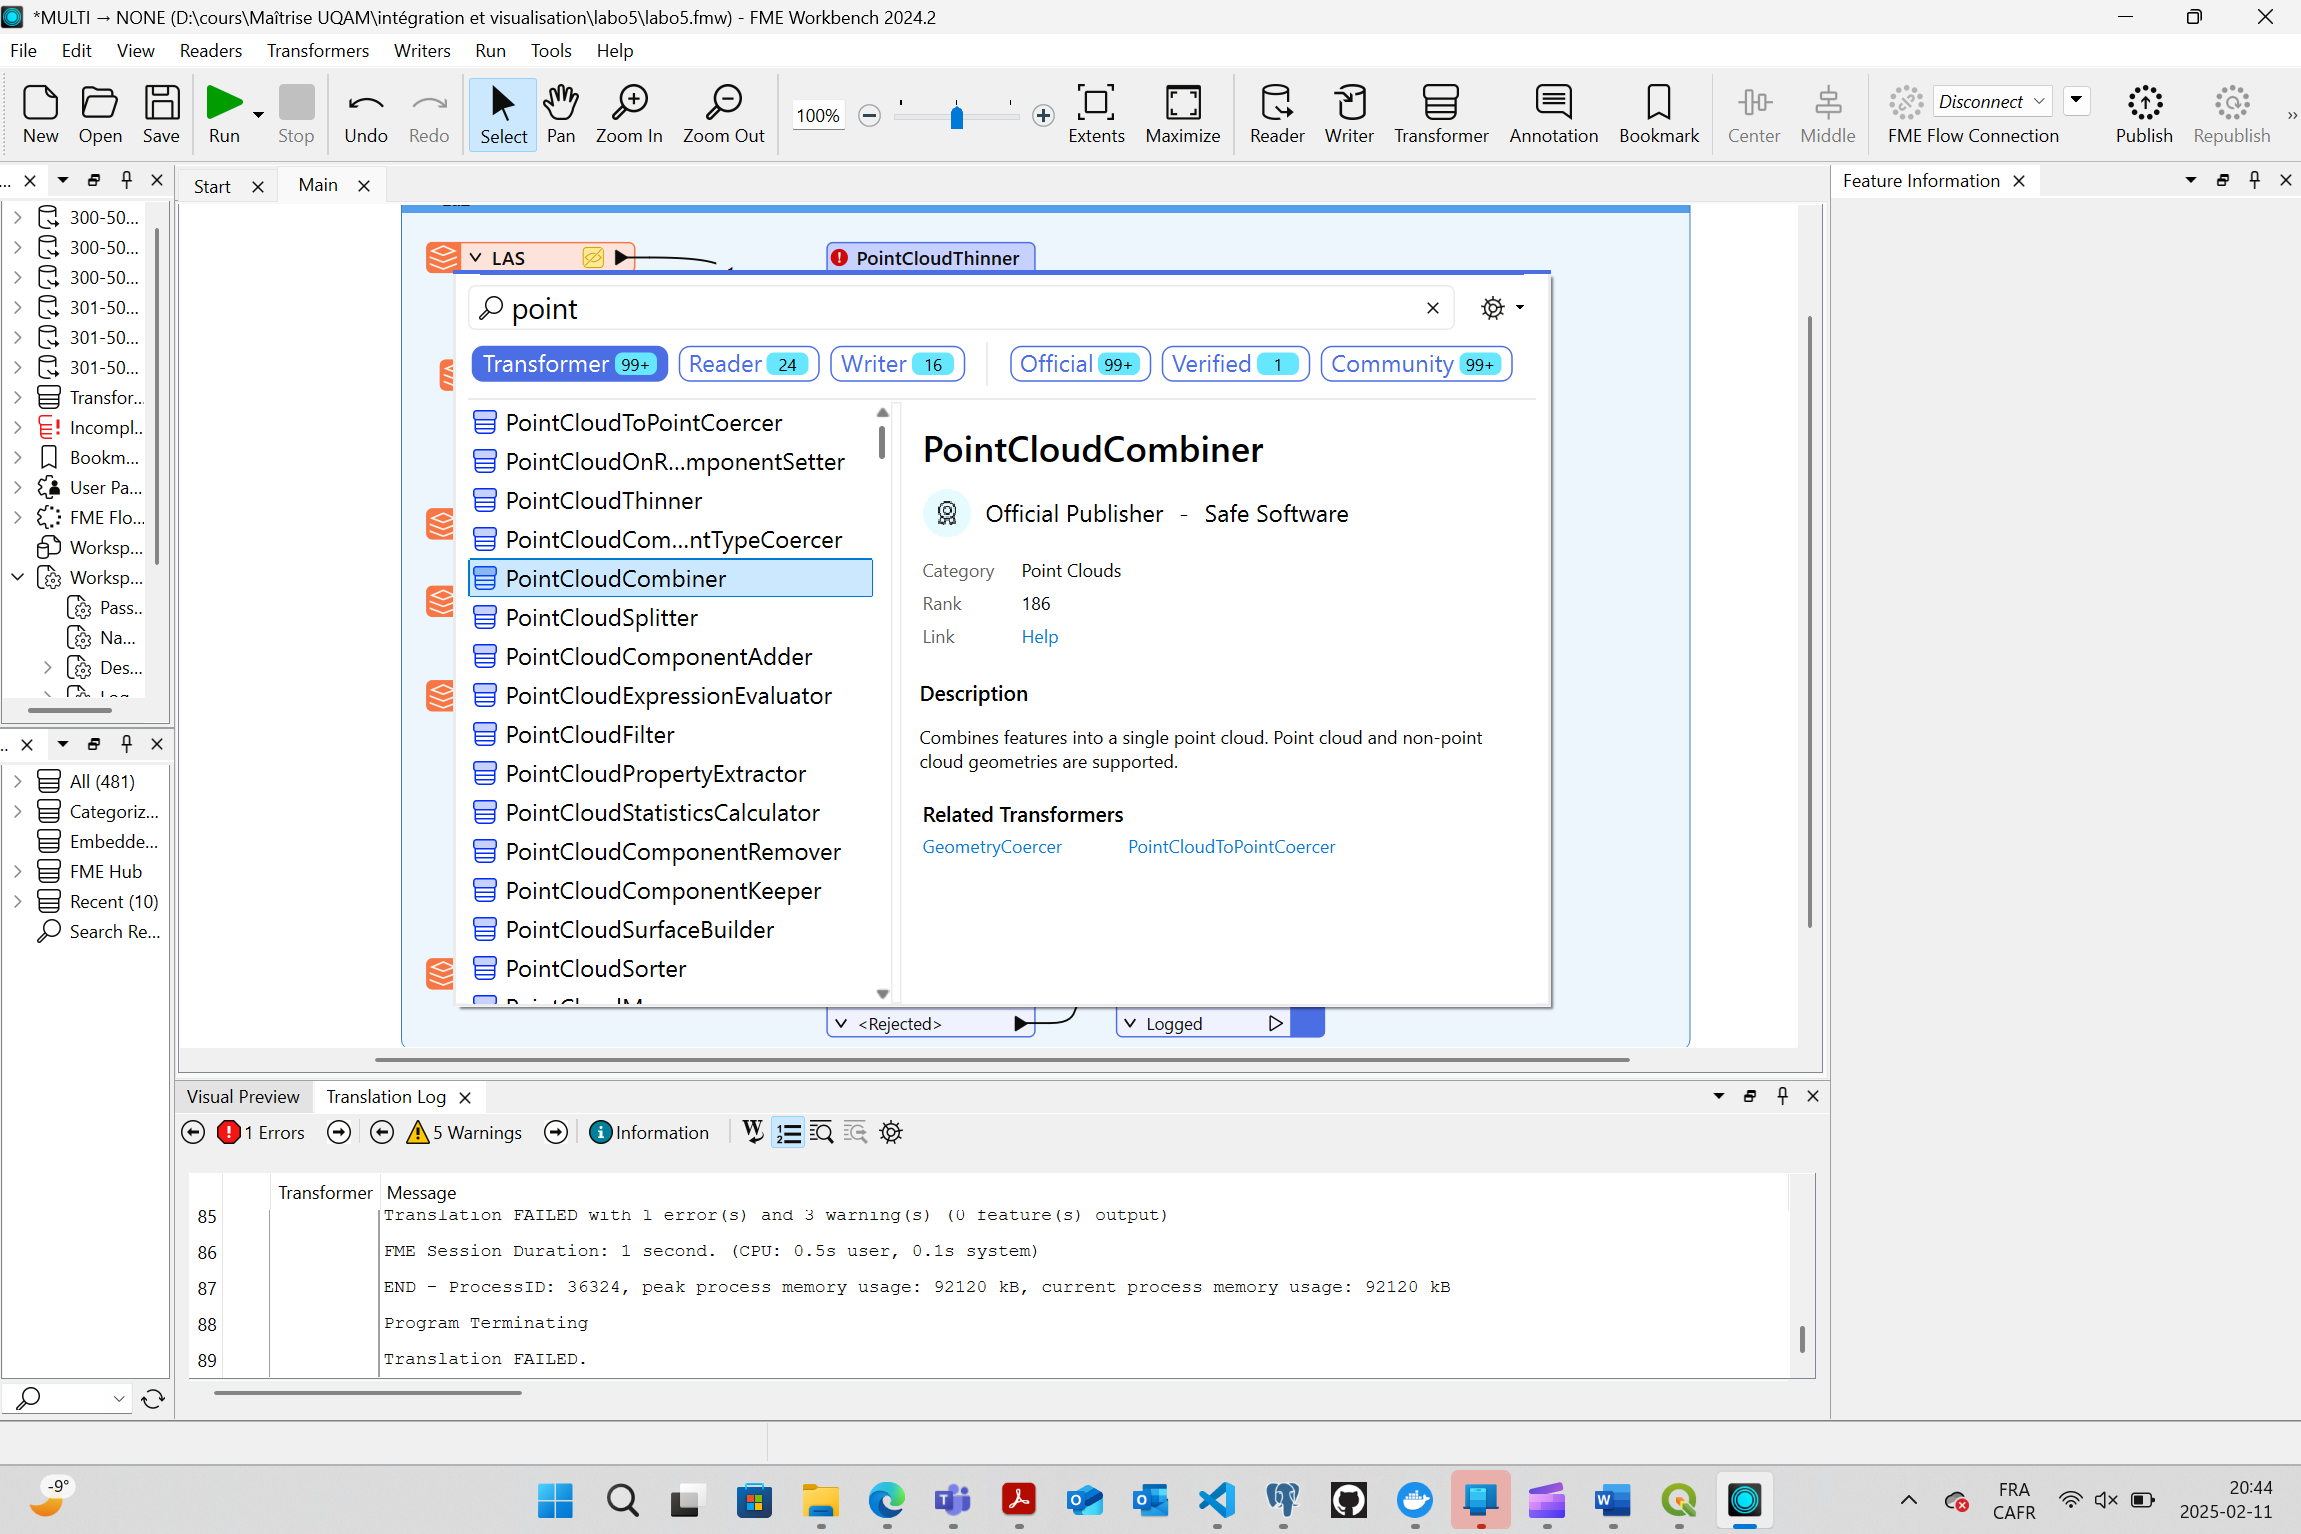 *MULTI → NONE (D:\cours\Maîtrise UQAM\intégration et visualisation\labo5\labo5.fmw) - FME Workbench 2024.2
File Edit View Readers Transformers Writers Run Tools Help
New Open Save Run Stop Undo Redo Select Pan Zoom In Zoom Out 100% Extents Maximize Reader Writer Transformer Annotation Bookmark Center Middle Disconnect FME Flow Connection Publish Republish
...
Start Main
Feature Information
300-50...
300-50...
300-50...
301-50...
301-50...
301-50...
Transfor...
Incompl...
Bookm...
User Pa...
FME Flo...
Worksp...
Worksp...
Pass...
Na...
Des...
LAS
PointCloudThinner
point
Transformer 99+ Reader 24 Writer 16 Official 99+ Verified 1 Community 99+
PointCloudToPointCoercer
PointCloudOnR...mponentSetter
PointCloudThinner
PointCloudCom...ntTypeCoercer
PointCloudCombiner
PointCloudSplitter
PointCloudComponentAdder
PointCloudExpressionEvaluator
PointCloudFilter
PointCloudPropertyExtractor
PointCloudStatisticsCalculator
PointCloudComponentRemover
PointCloudComponentKeeper
PointCloudSurfaceBuilder
PointCloudSorter
PointCloudCombiner
Official Publisher - Safe Software
Category Point Clouds
Rank 186
Link Help
Description
Combines features into a single point cloud. Point cloud and non-point
cloud geometries are supported.
Related Transformers
GeometryCoercer PointCloudToPointCoercer
<Rejected> Logged
..
All (481)
Categoriz...
Embedde...
FME Hub
Recent (10)
Search Re...
Visual Preview Translation Log
1 Errors 5 Warnings Information
Transformer Message
85 Translation FAILED with 1 error(s) and 3 warning(s) (0 feature(s) output)
86 FME Session Duration: 1 second. (CPU: 0.5s user, 0.1s system)
87 END - ProcessID: 36324, peak process memory usage: 92120 kB, current process memory usage: 92120 kB
88 Program Terminating
89 Translation FAILED.
-9°
FRA
CAFR
20:44
2025-02-11